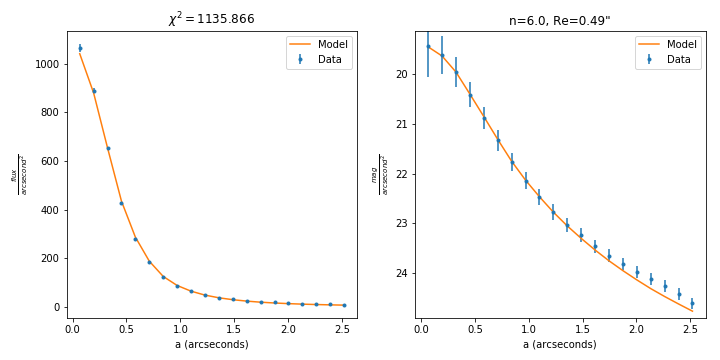 χ² = 1135.866
1000
800
600
400
200
0
flux
arcsecond²
0.0 0.5 1.0 1.5 2.0 2.5
a (arcseconds)
Model
Data
n=6.0, Re=0.49"
20
21
22
23
24
mag
arcsecond²
0.0 0.5 1.0 1.5 2.0 2.5
a (arcseconds)
Model
Data